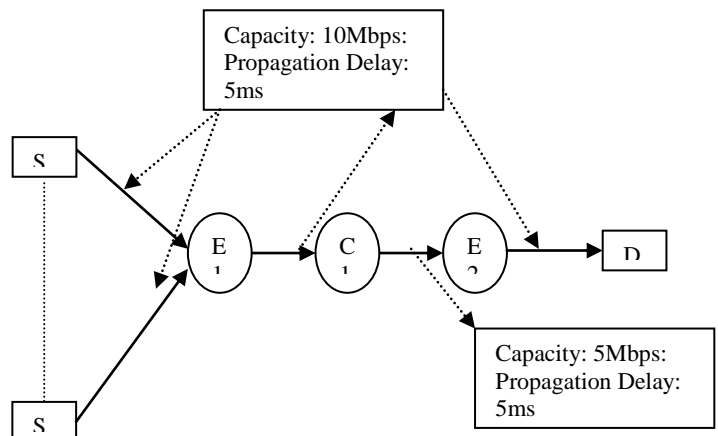 Capacity: 10Mbps:
Propagation Delay:
5ms
S
E
1
C
1
E
2
D
Capacity: 5Mbps:
Propagation Delay:
5ms
S